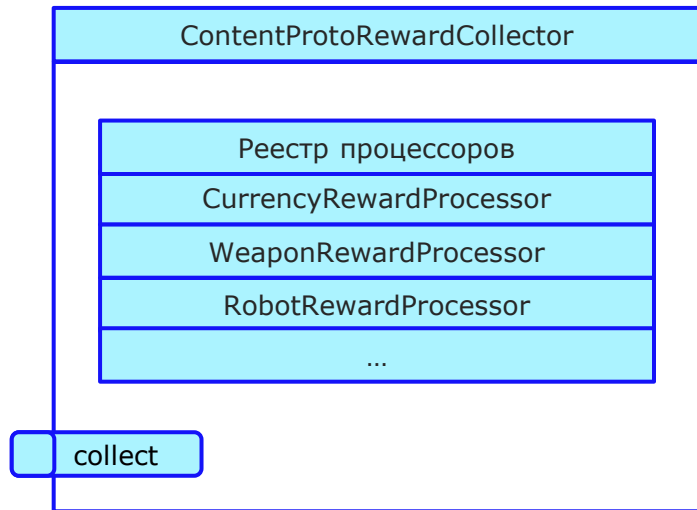 ContentProtoRewardCollector
Реестр процессоров
CurrencyRewardProcessor
WeaponRewardProcessor
RobotRewardProcessor
...
collect